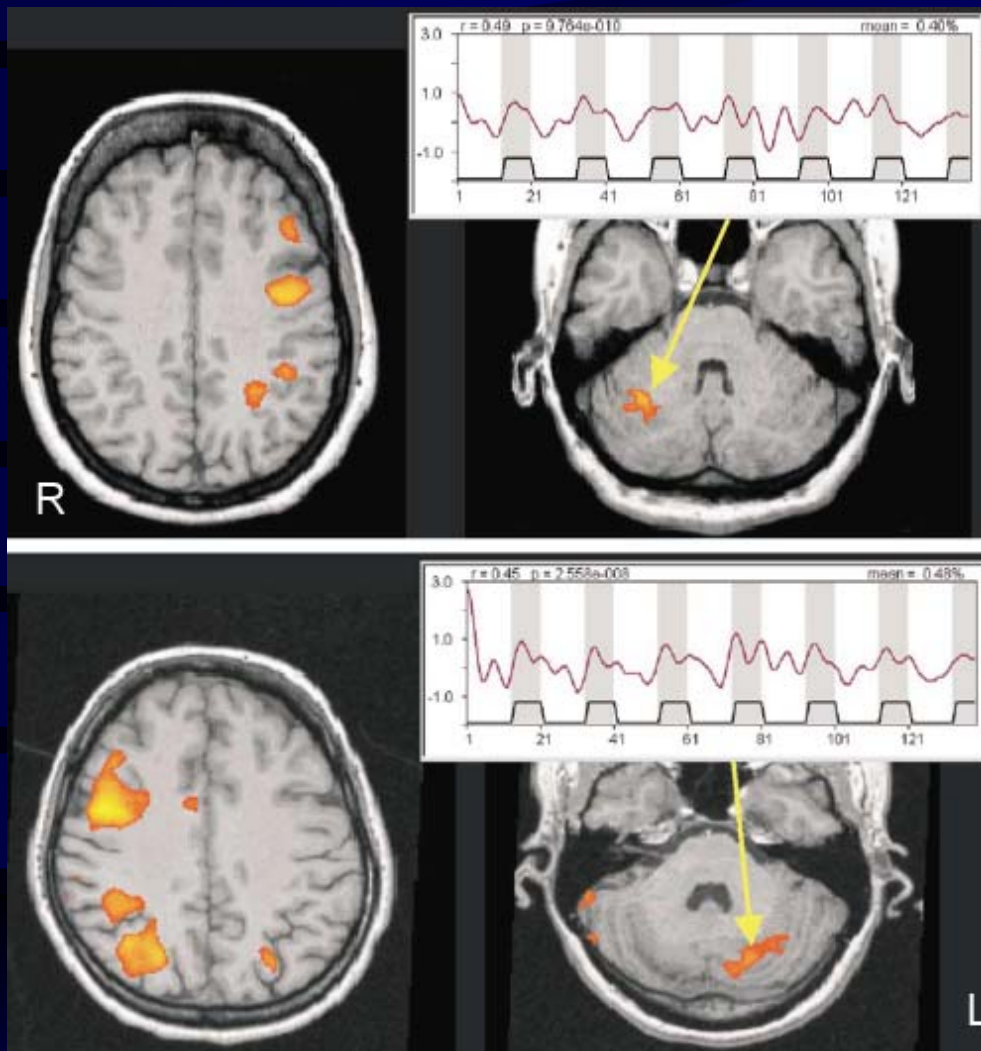 r = 0.49 p = 9.764e-010 mean = 0.40%
3.0
1.0
-1.0
1 21 41 61 81 101 121
R
r = 0.45 p = 2.558e-008 mean = 0.48%
3.0
1.0
-1.0
1 21 41 61 81 101 121
L